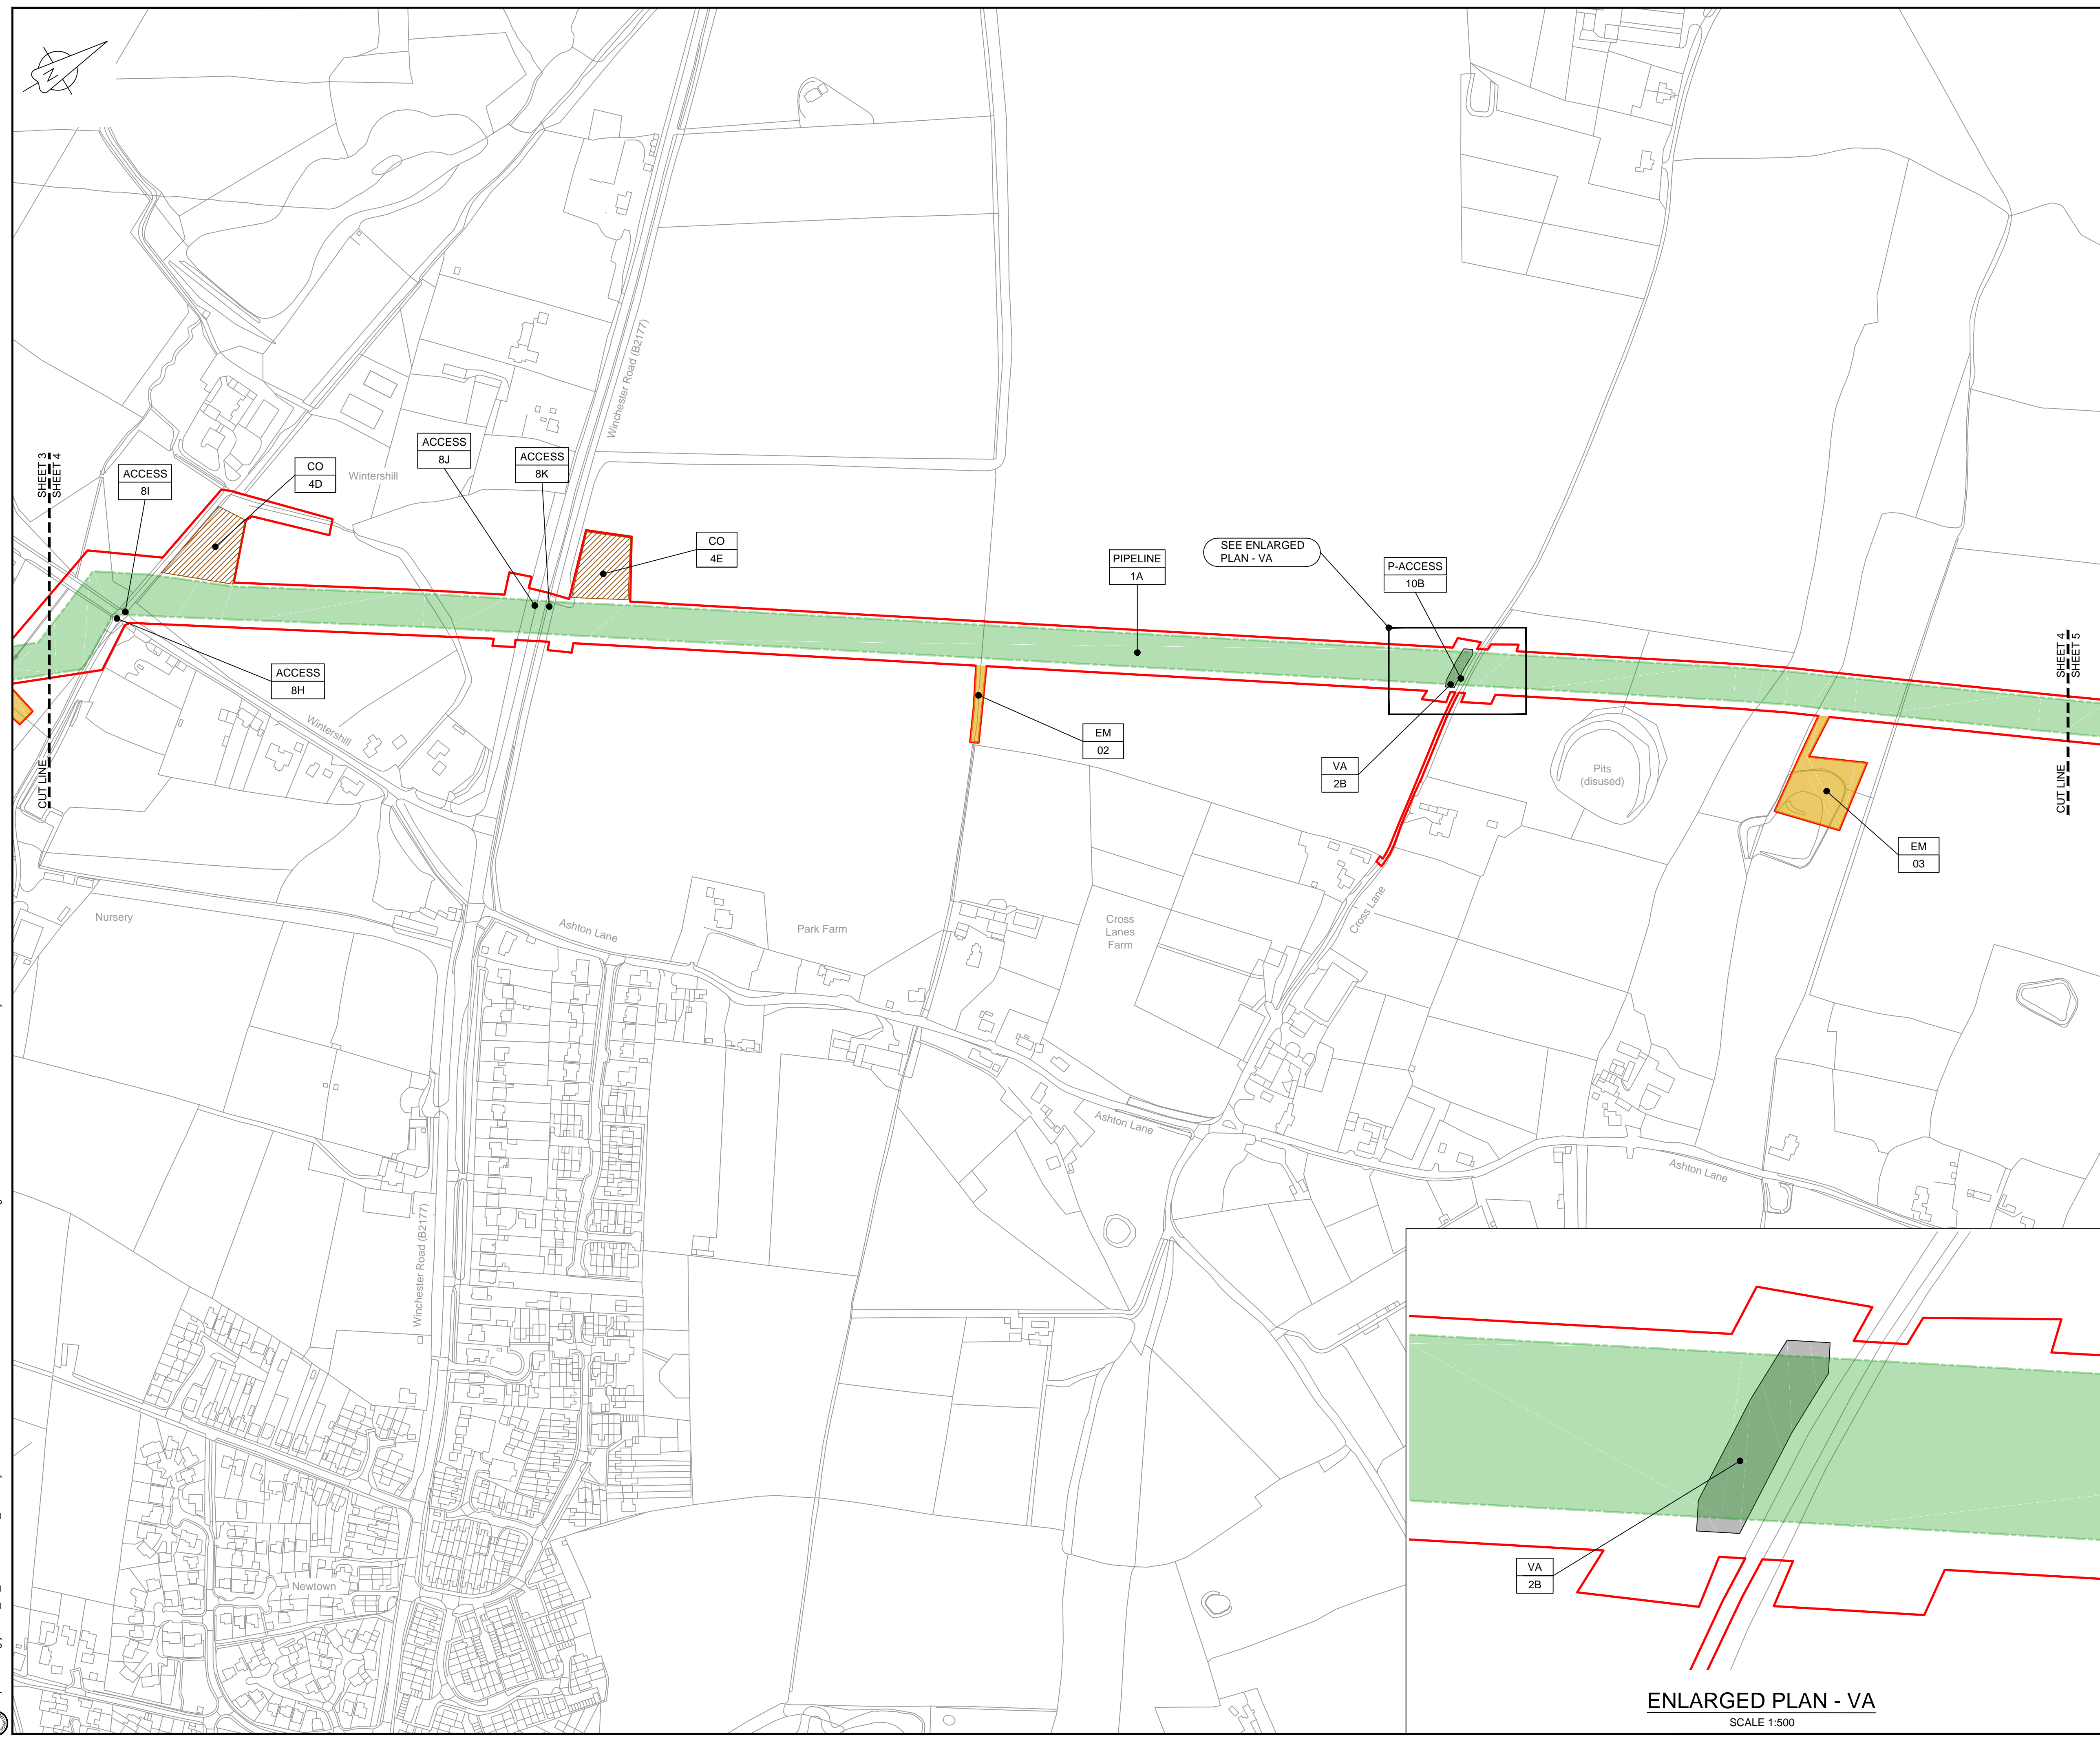 N
Winchester Road (B2177)
SHEET 3
SHEET 4
CUT LINE
ACCESS
8I
CO
4D
Wintershill
ACCESS
8J
ACCESS
8K
CO
4E
PIPELINE
1A
SEE ENLARGED
PLAN - VA
P-ACCESS
10B
SHEET 4
SHEET 5
CUT LINE
ACCESS
8H
Wintershill
EM
02
VA
2B
Pits
(disused)
EM
03
Nursery
Ashton Lane
Park Farm
Cross
Lanes
Farm
Cross Lane
Ashton Lane
Ashton Lane
Winchester Road (B2177)
Newtown
VA
2B
ENLARGED PLAN - VA
SCALE 1:500